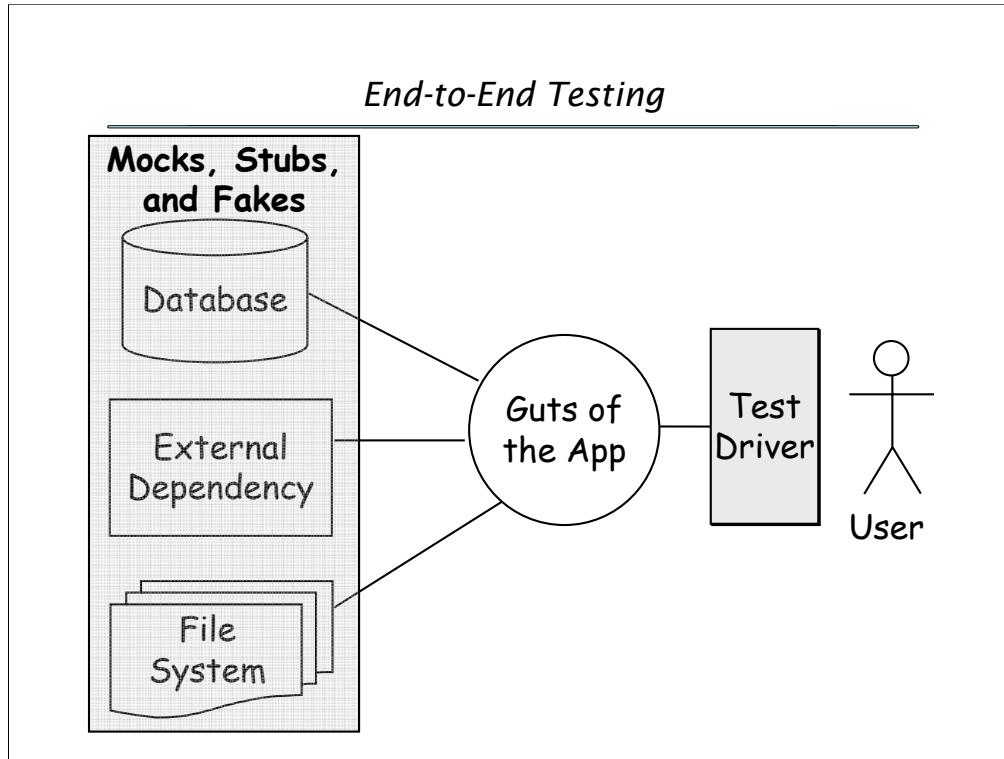 End-to-End Testing
Mocks, Stubs,
and Fakes
Database
External
Dependency
File
System
Guts of
the App
Test
Driver
User